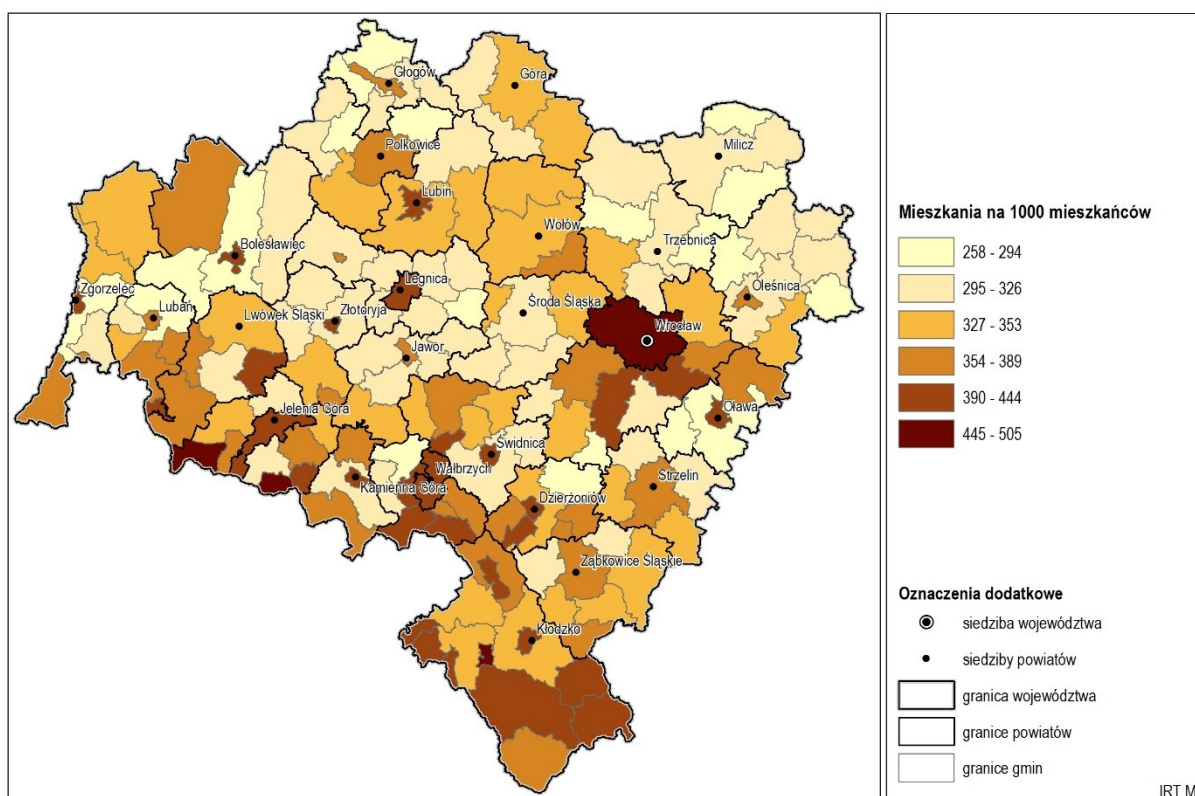 Głogów
Góra
Polkowice
Milicz
Lubin
Wołów
Trzebnica
Bolesławiec
Zgorzelec
Legnica
Oleśnica
Lubań
Lwówek Śląski
Złotoryja
Środa Śląska
Wrocław
Jawor
Jelenia Góra
Oława
Świdnica
Wałbrzych
Kamienna Góra
Strzelin
Dzierżoniów
Ząbkowice Śląskie
Kłodzko
Mieszkania na 1000 mieszkańców
258 - 294
295 - 326
327 - 353
354 - 389
390 - 444
445 - 505
Oznaczenia dodatkowe
siedziba województwa
siedziby powiatów
granica województwa
granice powiatów
granice gmin
IRT M